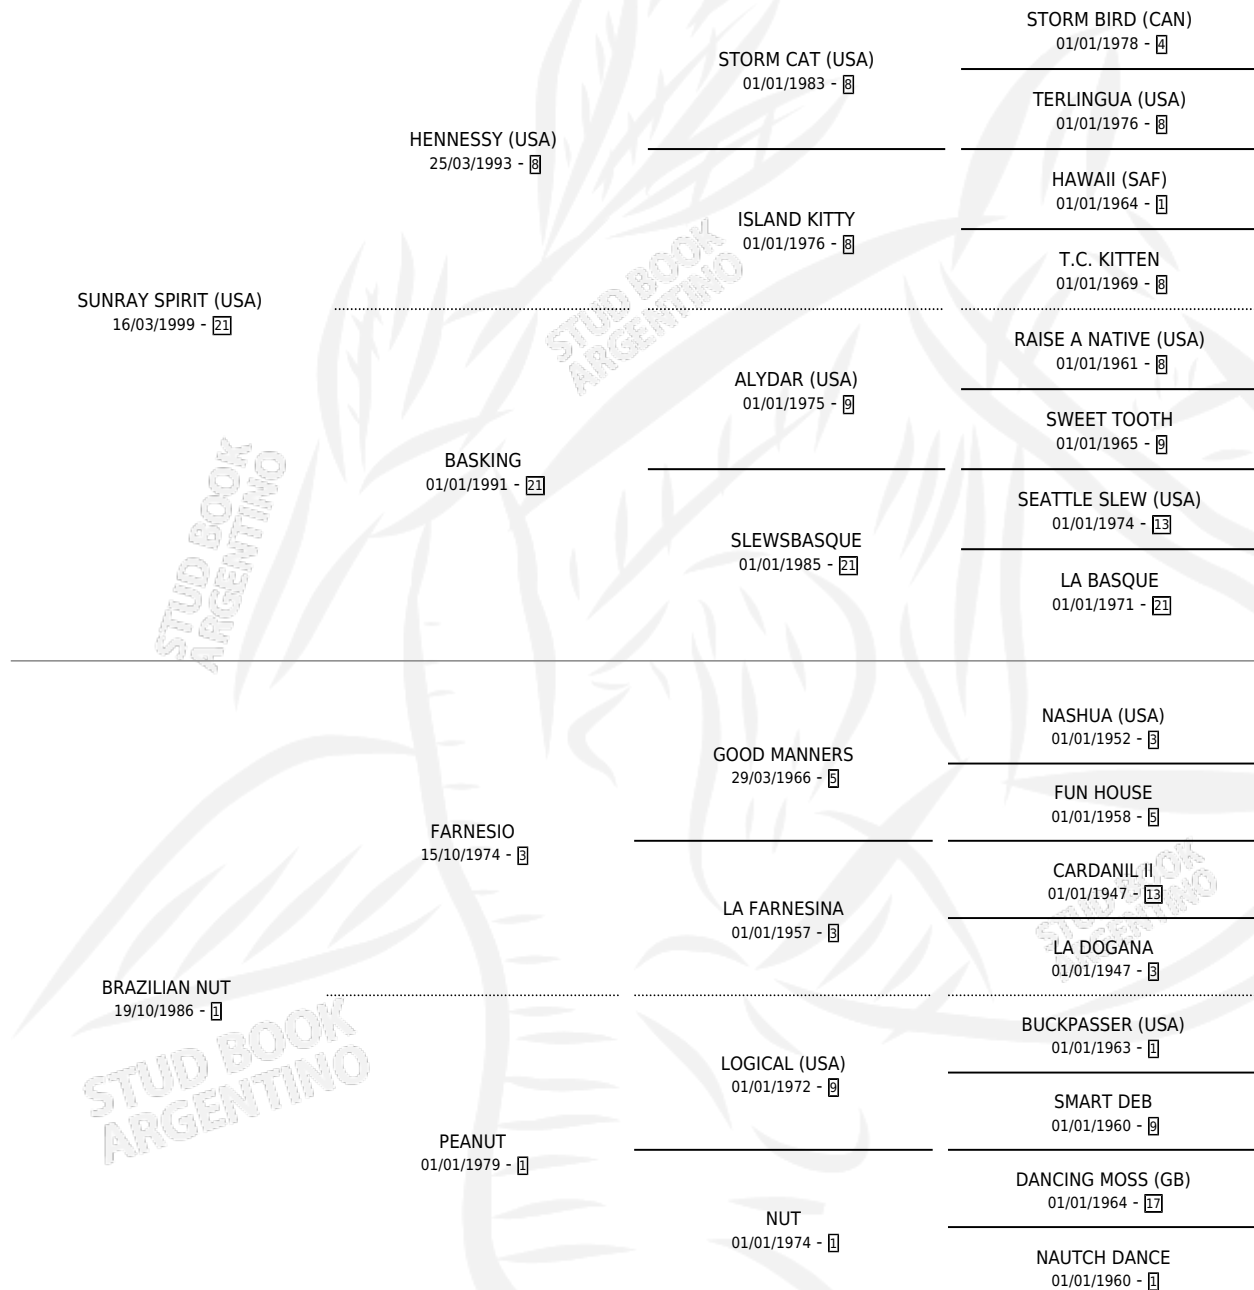 STORM BIRD (CAN)
01/01/1978 - 4
STORM CAT (USA)
01/01/1983 - 8
TERLINGUA (USA)
01/01/1976 - 8
HENNESSY (USA)
25/03/1993 - 8
HAWAII (SAF)
01/01/1964 - 1
ISLAND KITTY
01/01/1976 - 8
T.C. KITTEN
01/01/1969 - 8
SUNRAY SPIRIT (USA)
16/03/1999 - 21
RAISE A NATIVE (USA)
01/01/1961 - 8
ALYDAR (USA)
01/01/1975 - 9
SWEET TOOTH
01/01/1965 - 9
BASKING
01/01/1991 - 21
SEATTLE SLEW (USA)
01/01/1974 - 13
SLEWSBASQUE
01/01/1985 - 21
LA BASQUE
01/01/1971 - 21
NASHUA (USA)
01/01/1952 - 3
GOOD MANNERS
29/03/1966 - 5
FUN HOUSE
01/01/1958 - 5
FARNESIO
15/10/1974 - 3
CARDANIL II
01/01/1947 - 13
LA FARNESINA
01/01/1957 - 3
LA DOGANA
01/01/1947 - 3
BRAZILIAN NUT
19/10/1986 - 1
BUCKPASSER (USA)
01/01/1963 - 1
LOGICAL (USA)
01/01/1972 - 9
SMART DEB
01/01/1960 - 9
PEANUT
01/01/1979 - 1
DANCING MOSS (GB)
01/01/1964 - 17
NUT
01/01/1974 - 1
NAUTCH DANCE
01/01/1960 - 1
STUD BOOK
ARGENTINO
STUD BOOK
ARGENTINO
STUD BOOK
ARGENTINO
STUD BOOK
ARGENTINO